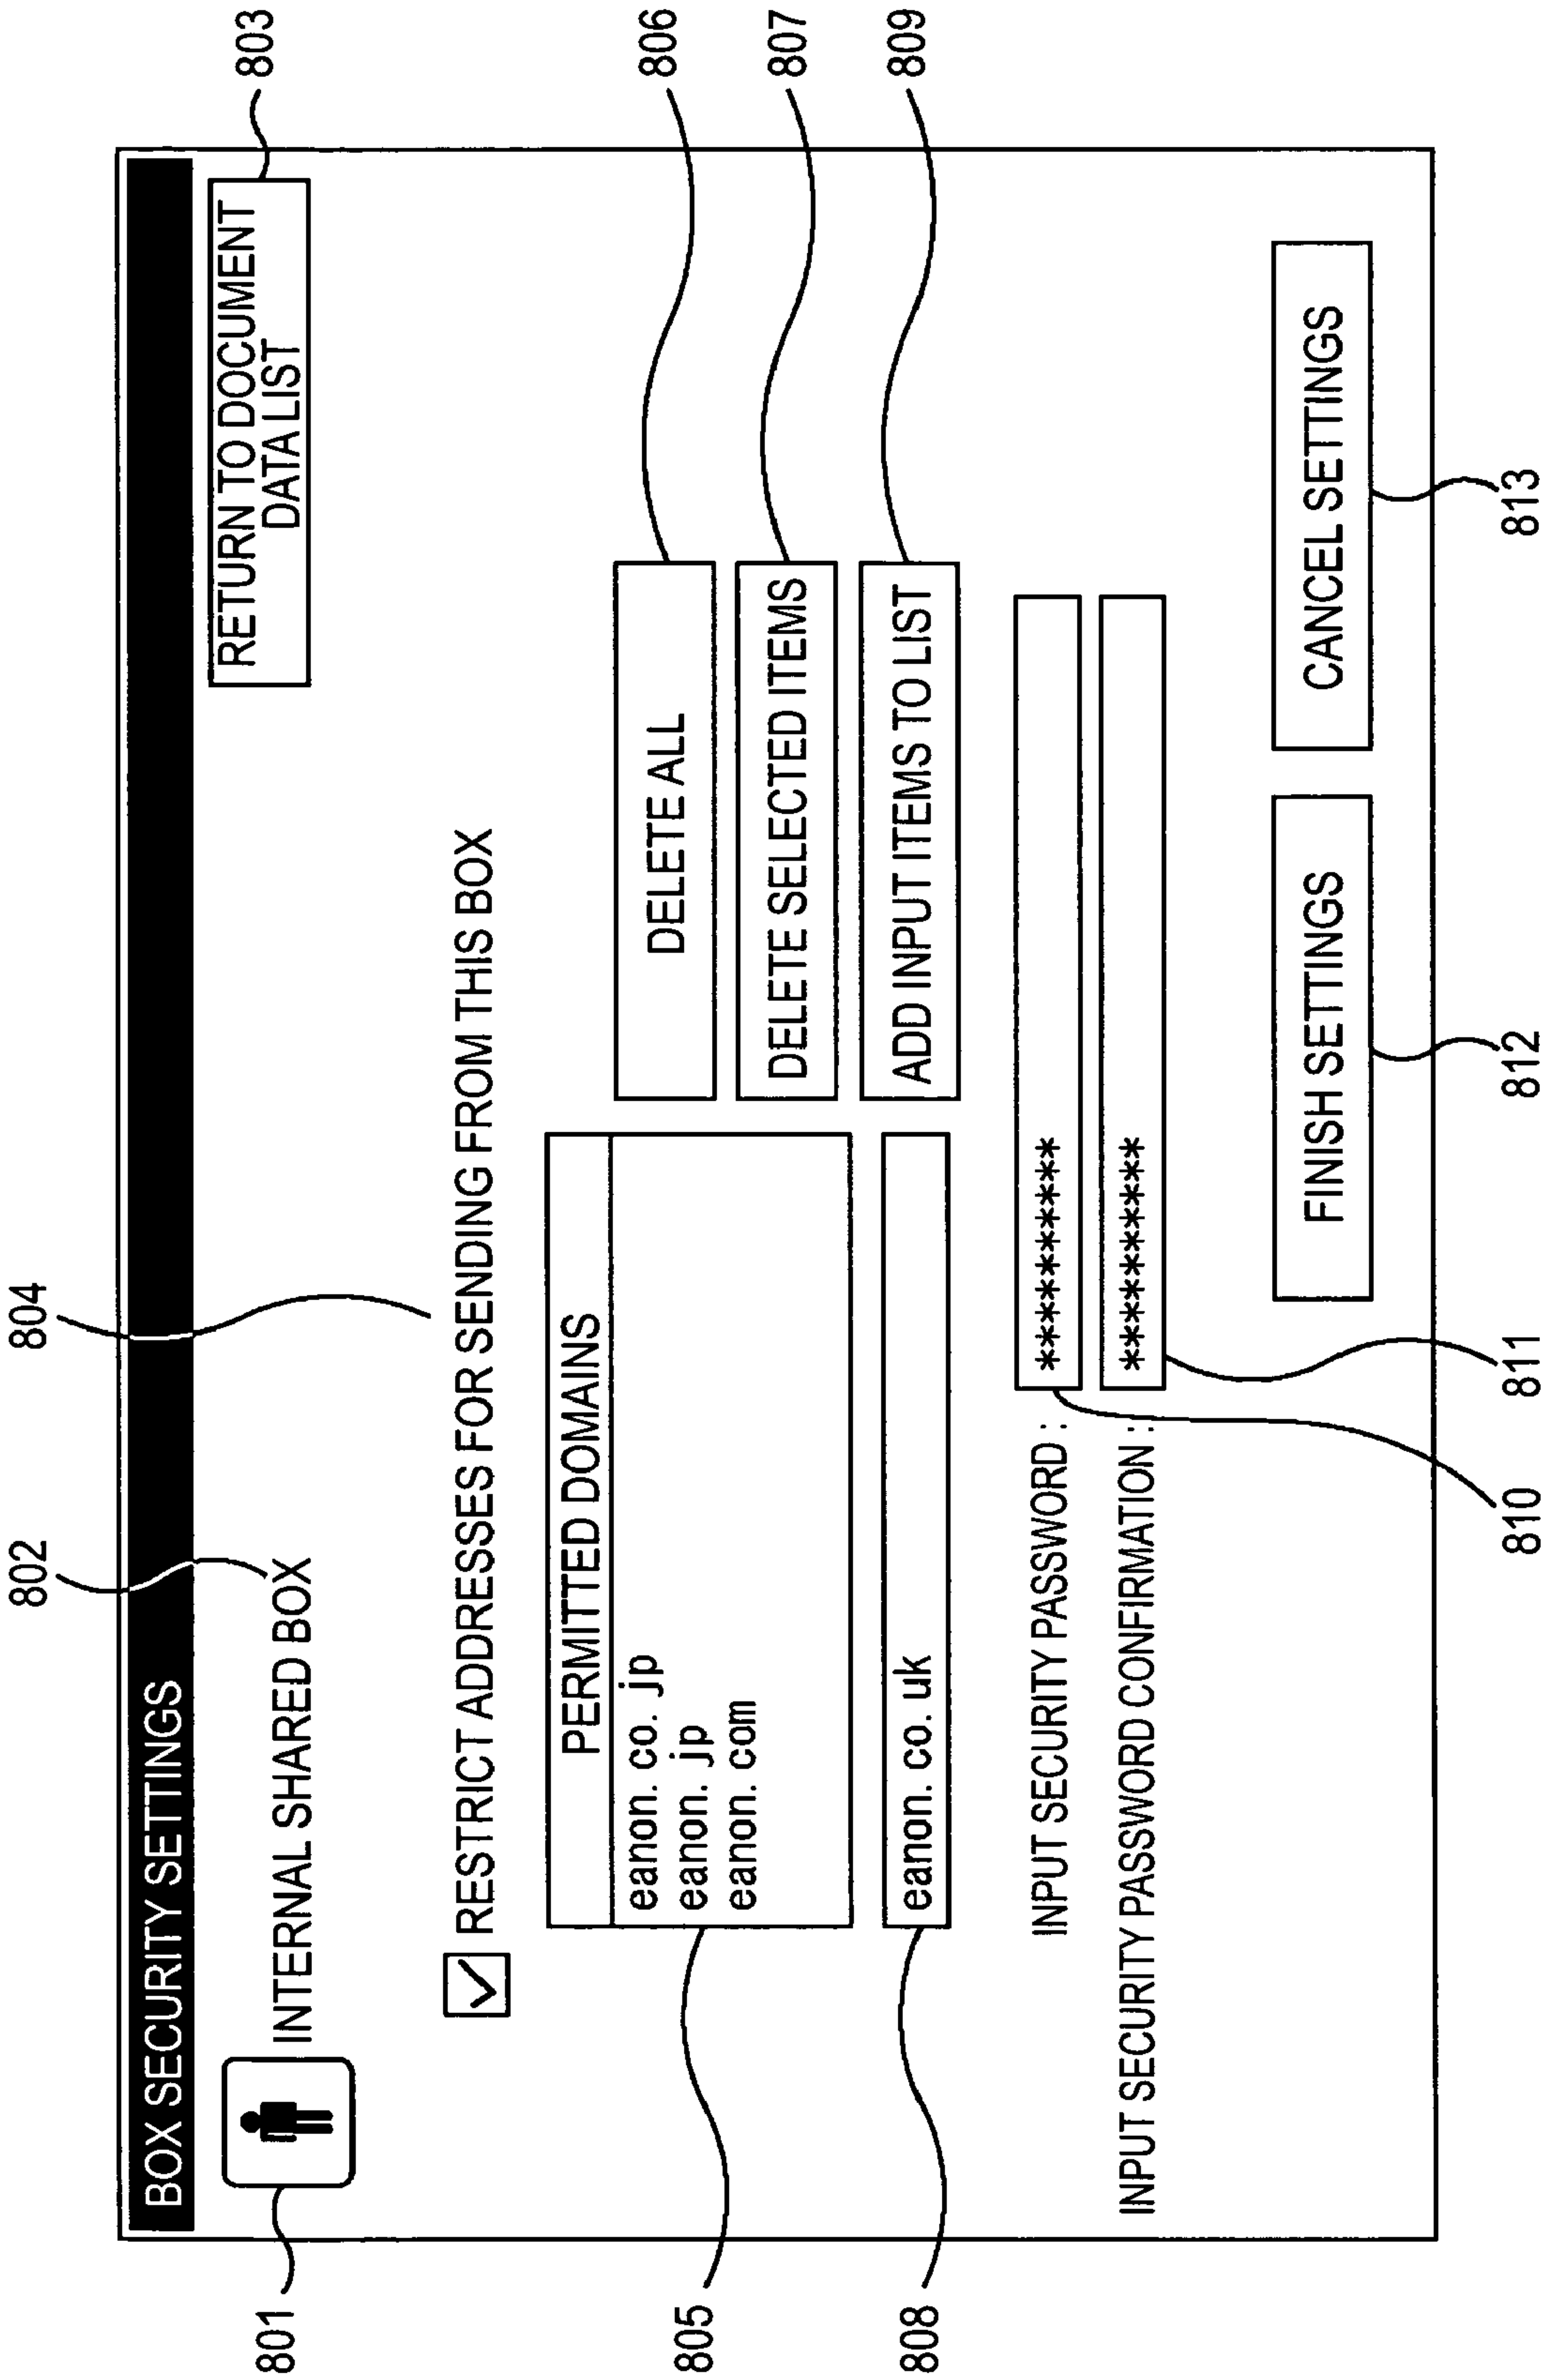 802
804
BOX SECURITY SETTINGS
801
INTERNAL SHARED BOX
RETURN TO DOCUMENT
DATA LIST
803
RESTRICT ADDRESSES FOR SENDING FROM THIS BOX
PERMITTED DOMAINS
805
eanon. co. jp
eanon. jp
eanon. com
DELETE ALL
806
DELETE SELECTED ITEMS
807
808
eanon. co. uk
ADD INPUT ITEMS TO LIST
809
INPUT SECURITY PASSWORD :
**********
INPUT SECURITY PASSWORD CONFIRMATION :
**********
FINISH SETTINGS
CANCEL SETTINGS
810
811
812
813